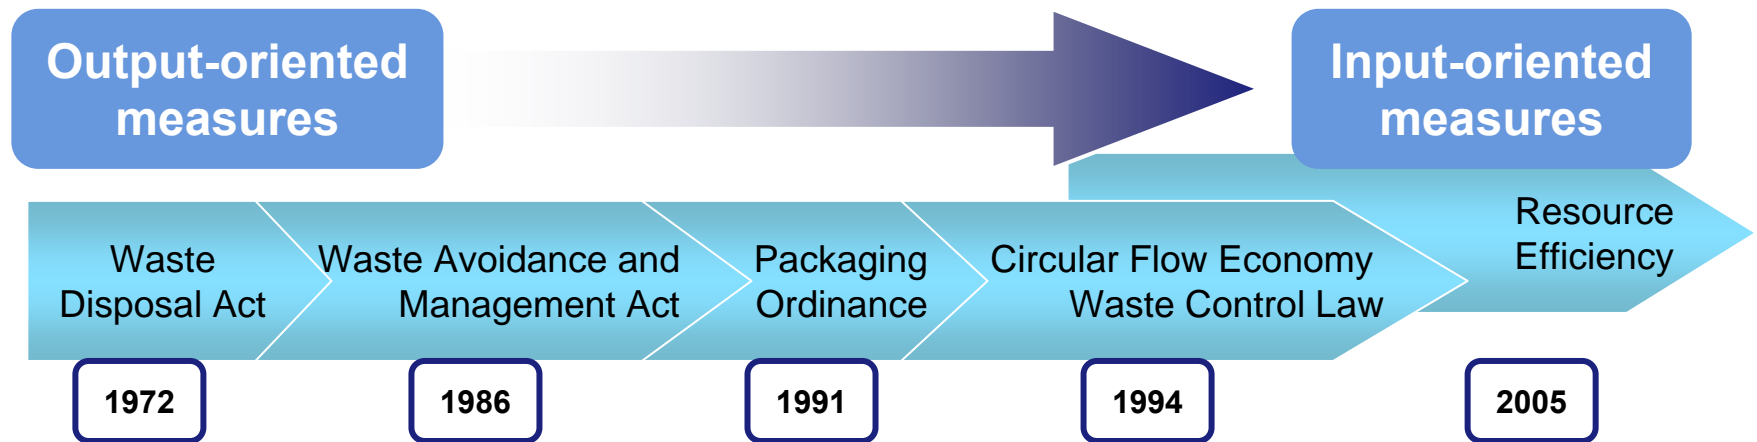 Output-oriented
measures
Input-oriented
measures
Waste
Disposal Act
Waste Avoidance and
Management Act
Packaging
Ordinance
Circular Flow Economy
Waste Control Law
Resource
Efficiency
1972
1986
1991
1994
2005